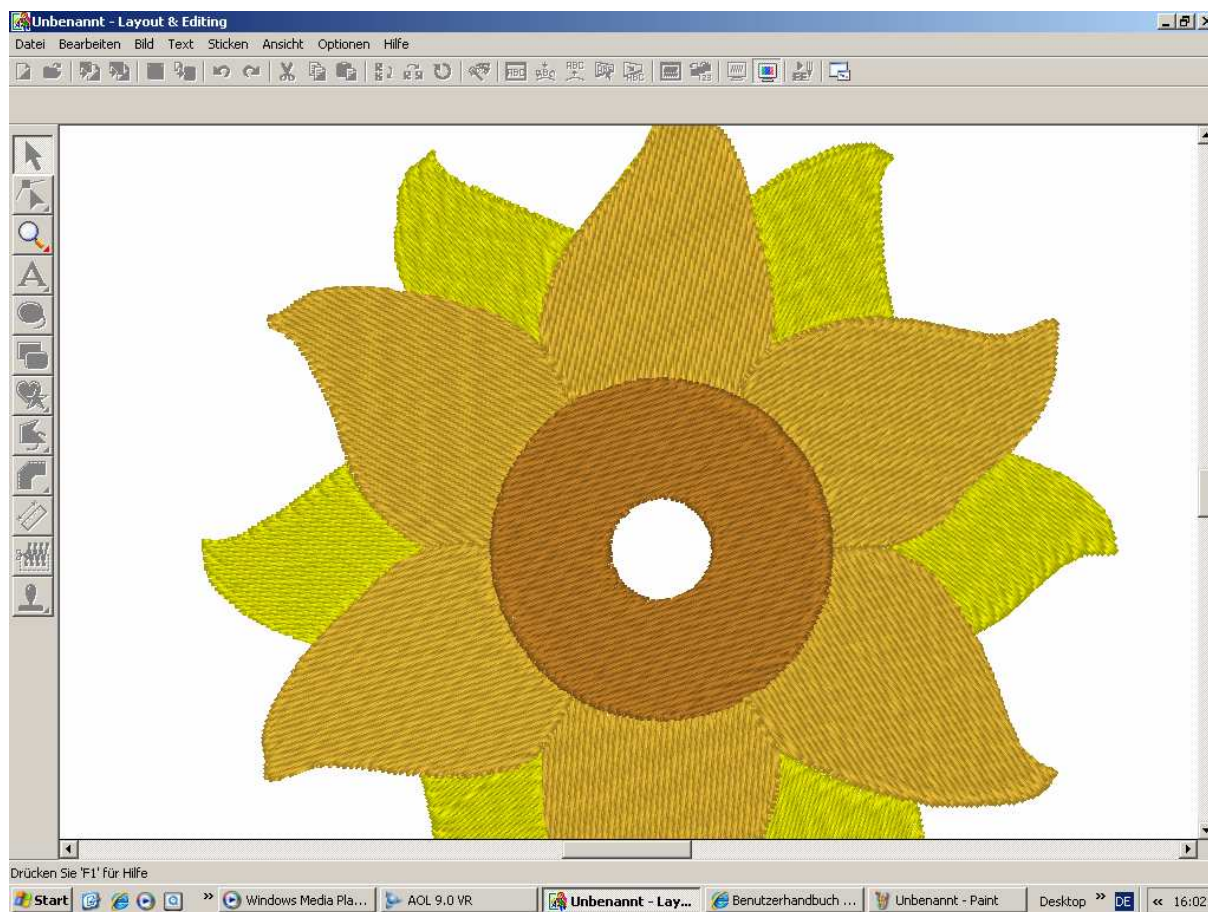 Unbenannt - Layout & Editing
Datei Bearbeiten Bild Text Sticken Ansicht Optionen Hilfe
Drücken Sie 'F1' für Hilfe
Start » Windows Media Pla... AOL 9.0 VR Unbenannt - Lay... Benutzerhandbuch ... Unbenannt - Paint Desktop » DE « 16:02